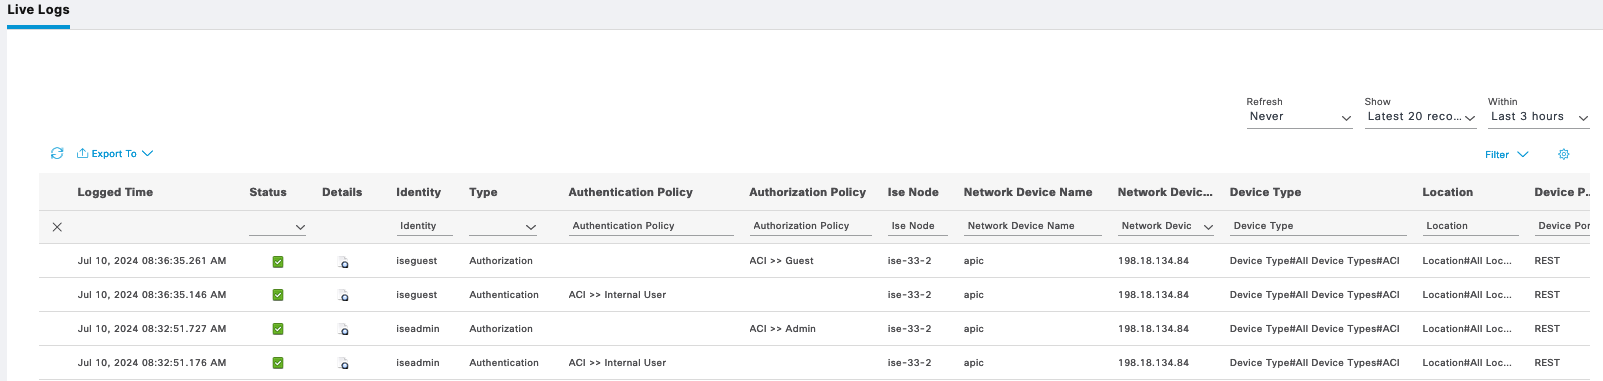 Live Logs
Refresh Show Within
Never Latest 20 reco... Last 3 hours
Export To Filter
Logged Time Status Details Identity Type Authentication Policy Authorization Policy Ise Node Network Device Name Network Devic... Device Type Location Device P...
Identity Authentication Policy Authorization Policy Ise Node Network Device Name Network Devic Device Type Location Device Por
Jul 10, 2024 08:36:35.261 AM iseguest Authorization ACI >> Guest ise-33-2 apic 198.18.134.84 Device Type#All Device Types#ACI Location#All Loc... REST
Jul 10, 2024 08:36:35.146 AM iseguest Authentication ACI >> Internal User ise-33-2 apic 198.18.134.84 Device Type#All Device Types#ACI Location#All Loc... REST
Jul 10, 2024 08:32:51.727 AM iseadmin Authorization ACI >> Admin ise-33-2 apic 198.18.134.84 Device Type#All Device Types#ACI Location#All Loc... REST
Jul 10, 2024 08:32:51.176 AM iseadmin Authentication ACI >> Internal User ise-33-2 apic 198.18.134.84 Device Type#All Device Types#ACI Location#All Loc... REST